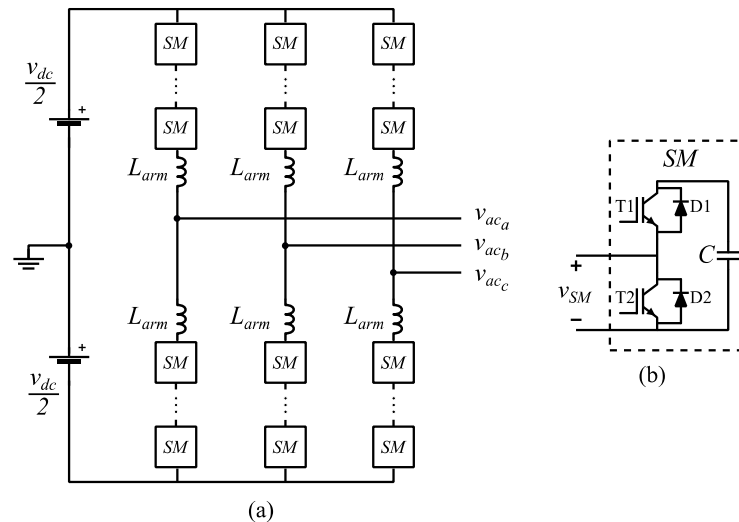 SM SM SM
v_dc/2
+
SM SM SM
L_arm L_arm L_arm
SM
T1 D1
v_ac_a
v_ac_b
C
+
v_ac_c
v_SM
T2 D2
−
L_arm L_arm L_arm
+
v_dc/2
SM SM SM
(b)
SM SM SM
(a)